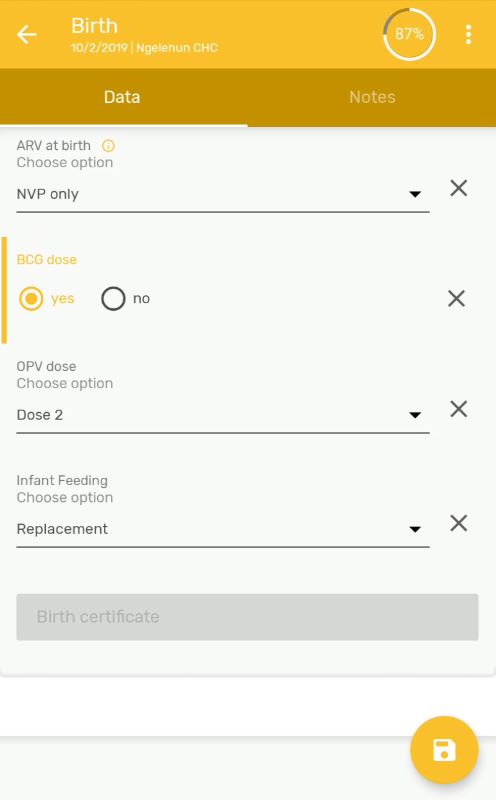 Birth
10/2/2019 | Ngelehun CHC
87%
Data
Notes
ARV at birth
Choose option
NVP only
BCG dose
yes
no
OPV dose
Choose option
Dose 2
Infant Feeding
Choose option
Replacement
Birth certificate